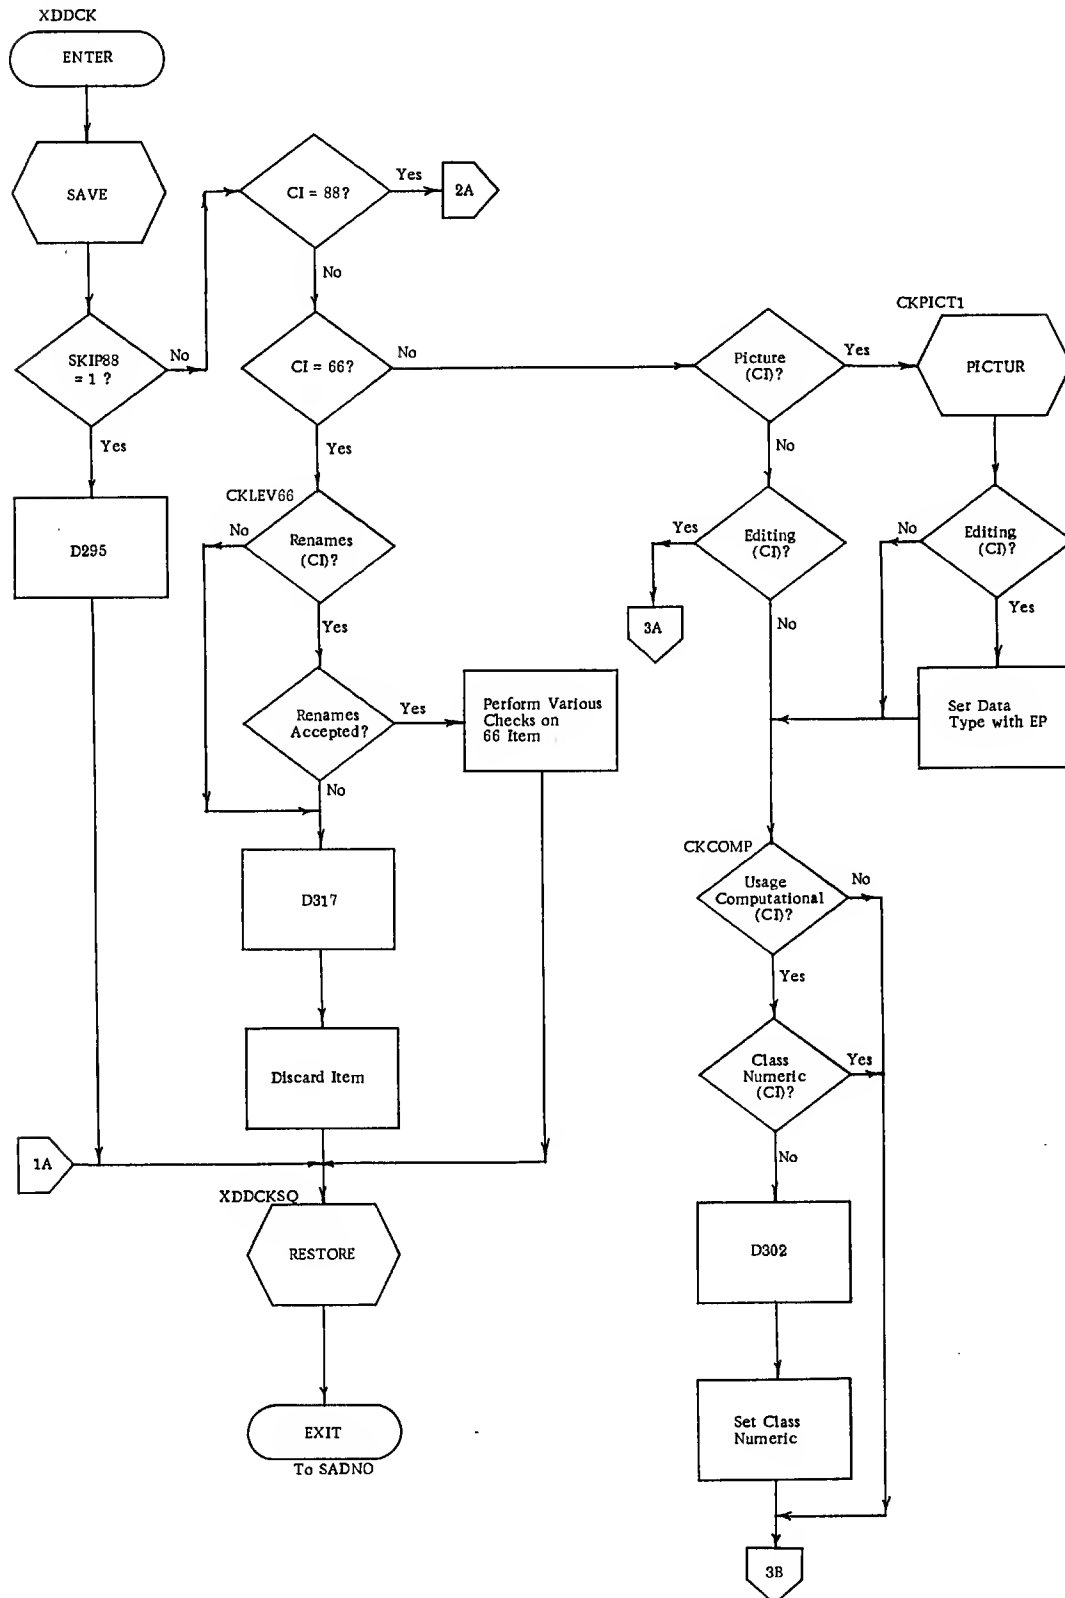 XDDCK
ENTER
SAVE
SKIP88
= 1 ?
No
Yes
D295
1A
CI = 88?
Yes
2A
No
CI = 66?
No
Yes
CKLEV66
No
Renames
(CI)?
Yes
Renames
Accepted?
Yes
Perform Various
Checks on
66 Item
No
D317
Discard Item
XDDCKSQ
RESTORE
EXIT
To SADNO
Picture
(CI)?
Yes
CKPICT1
PICTUR
No
Yes
Editing
(CI)?
3A
No
No
Editing
(CI)?
Yes
Ser Data
Type with EP
CKCOMP
Usage
Computational
(CI)?
No
Yes
Class
Numeric
(CI)?
Yes
No
D302
Set Class
Numeric
3B